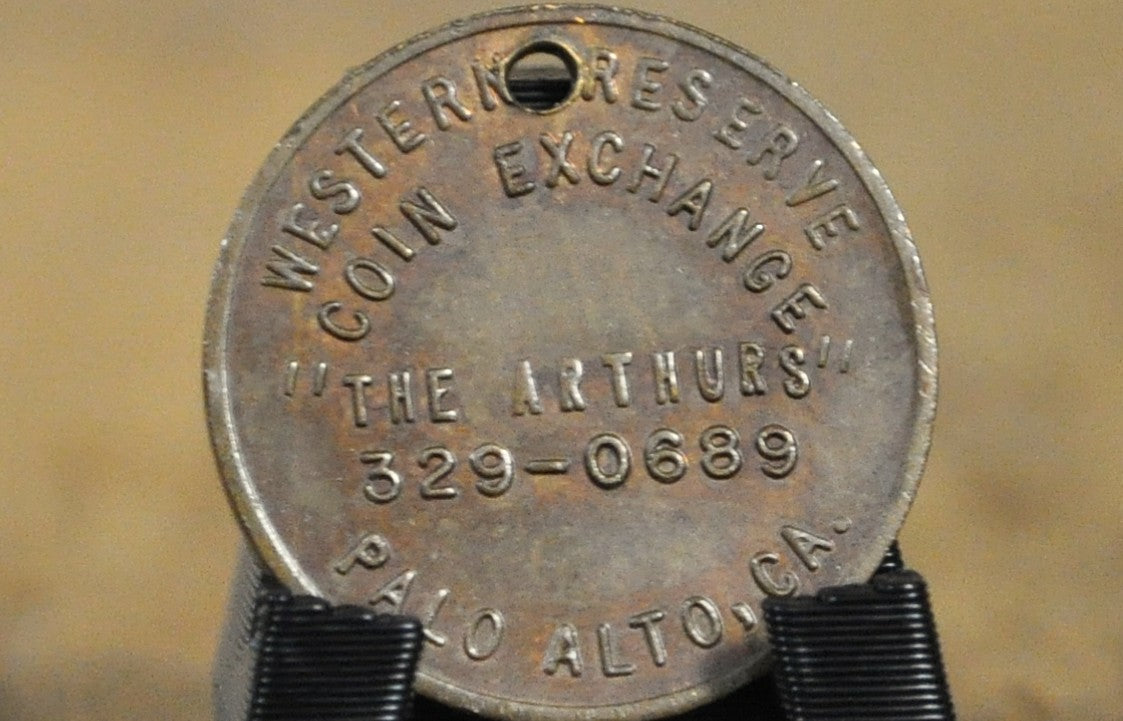 WESTERN RESERVE
COIN EXCHANGE
"THE ARTHURS"
329-0689
PALO ALTO, CA.